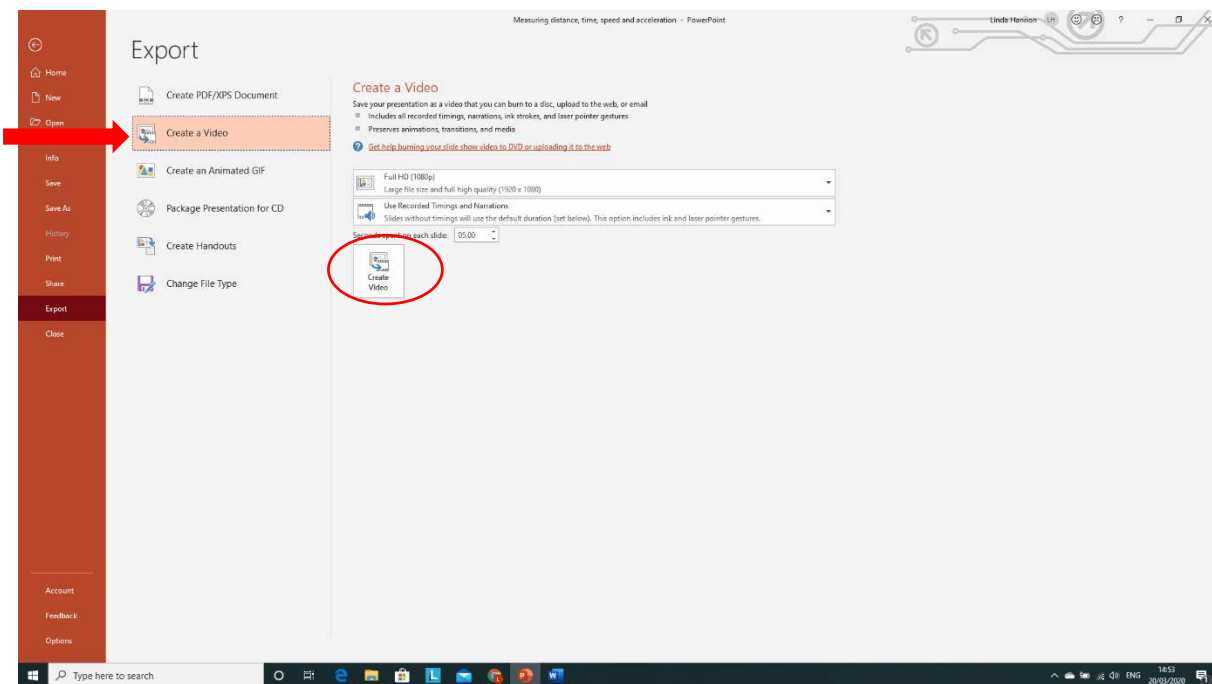 Measuring distance, time, speed and acceleration - PowerPoint
Linda Hanison LH
?
Export
Home
New
Open
Info
Save
Save As
History
Print
Share
Export
Close
Account
Feedback
Options
Create PDF/XPS Document
Create a Video
Create an Animated GIF
Package Presentation for CD
Create Handouts
Change File Type
Create a Video
Save your presentation as a video that you can burn to a disc, upload to the web, or email
Includes all recorded timings, narrations, ink strokes, and laser pointer gestures
Preserves animations, transitions, and media
Get help burning your slide show video to DVD or uploading it to the web
Full HD (1080p)
Large file size and full high quality (1920 x 1080)
Use Recorded Timings and Narrations
Slides without timings will use the default duration (set below). This option includes ink and laser pointer gestures.
Seconds spent on each slide: 05.00
Create
Video
Type here to search
ENG
14:53
20/03/2020